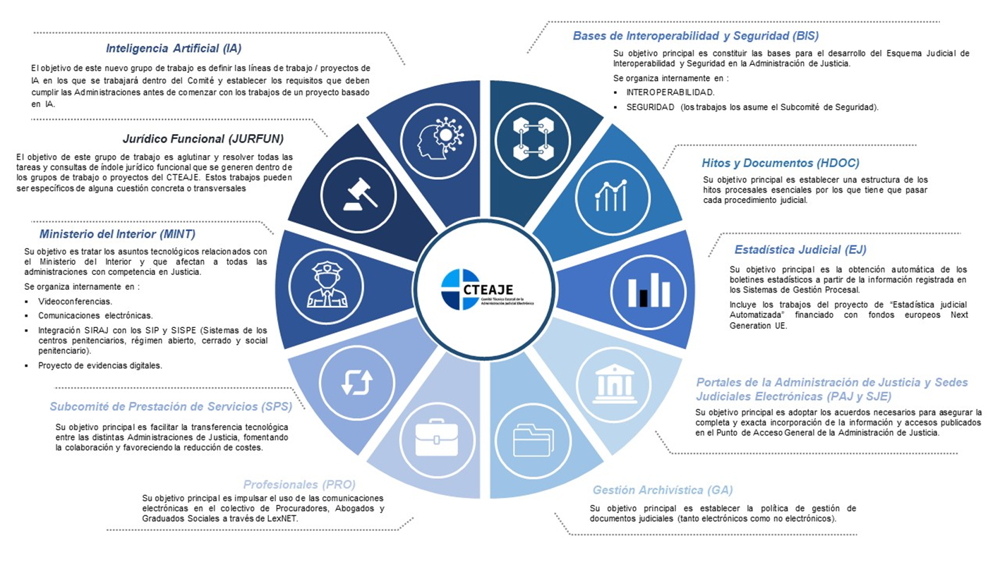 Inteligencia Artificial (IA)
El objetivo de este nuevo grupo de trabajo es definir las líneas de trabajo / proyectos de
IA en los que se trabajará dentro del Comité y establecer los requisitos que deben
cumplir las Administraciones antes de comenzar con los trabajos de un proyecto basado
en IA.
Jurídico Funcional (JURFUN)
El objetivo de este grupo de trabajo es aglutinar y resolver todas las
tareas y consultas de índole jurídico funcional que se generen dentro de
los grupos de trabajo o proyectos del CTEAJE. Estos trabajos pueden
ser específicos de alguna cuestión concreta o transversales
Ministerio del Interior (MINT)
Su objetivo es tratar los asuntos tecnológicos relacionados con
el Ministerio del Interior y que afectan a todas las
administraciones con competencia en Justicia.
Se organiza internamente en :
▪ Videoconferencias.
▪ Comunicaciones electrónicas.
▪ Integración SIRAJ con los SIP y SISPE (Sistemas de los
centros penitenciarios, régimen abierto, cerrado y social
penitenciario).
▪ Proyecto de evidencias digitales.
Subcomité de Prestación de Servicios (SPS)
Su objetivo principal es facilitar la transferencia tecnológica
entre las distintas Administraciones de Justicia, fomentando
la colaboración y favoreciendo la reducción de costes.
Profesionales (PRO)
Su objetivo principal es impulsar el uso de las comunicaciones
electrónicas en el colectivo de Procuradores, Abogados y
Graduados Sociales a través de LexNET.
CTEAJE
Comité Técnico Estatal de la
Administración Judicial Electrónica
Bases de Interoperabilidad y Seguridad (BIS)
Su objetivo principal es constituir las bases para el desarrollo del Esquema Judicial de
Interoperabilidad y Seguridad en la Administración de Justicia.
Se organiza internamente en :
▪ INTEROPERABILIDAD.
▪ SEGURIDAD (los trabajos los asume el Subcomité de Seguridad).
Hitos y Documentos (HDOC)
Su objetivo principal es establecer una estructura de los
hitos procesales esenciales por los que tiene que pasar
cada procedimiento judicial.
Estadística Judicial (EJ)
Su objetivo principal es la obtención automática de los
boletines estadísticos a partir de la información registrada en
los Sistemas de Gestión Procesal.
Incluye los trabajos del proyecto de “Estadística judicial
Automatizada” financiado con fondos europeos Next
Generation UE.
Portales de la Administración de Justicia y Sedes
Judiciales Electrónicas (PAJ y SJE)
Su objetivo principal es adoptar los acuerdos necesarios para asegurar la
completa y exacta incorporación de la información y accesos publicados
en el Punto de Acceso General de la Administración de Justicia.
Gestión Archivística (GA)
Su objetivo principal es establecer la política de gestión de
documentos judiciales (tanto electrónicos como no electrónicos).